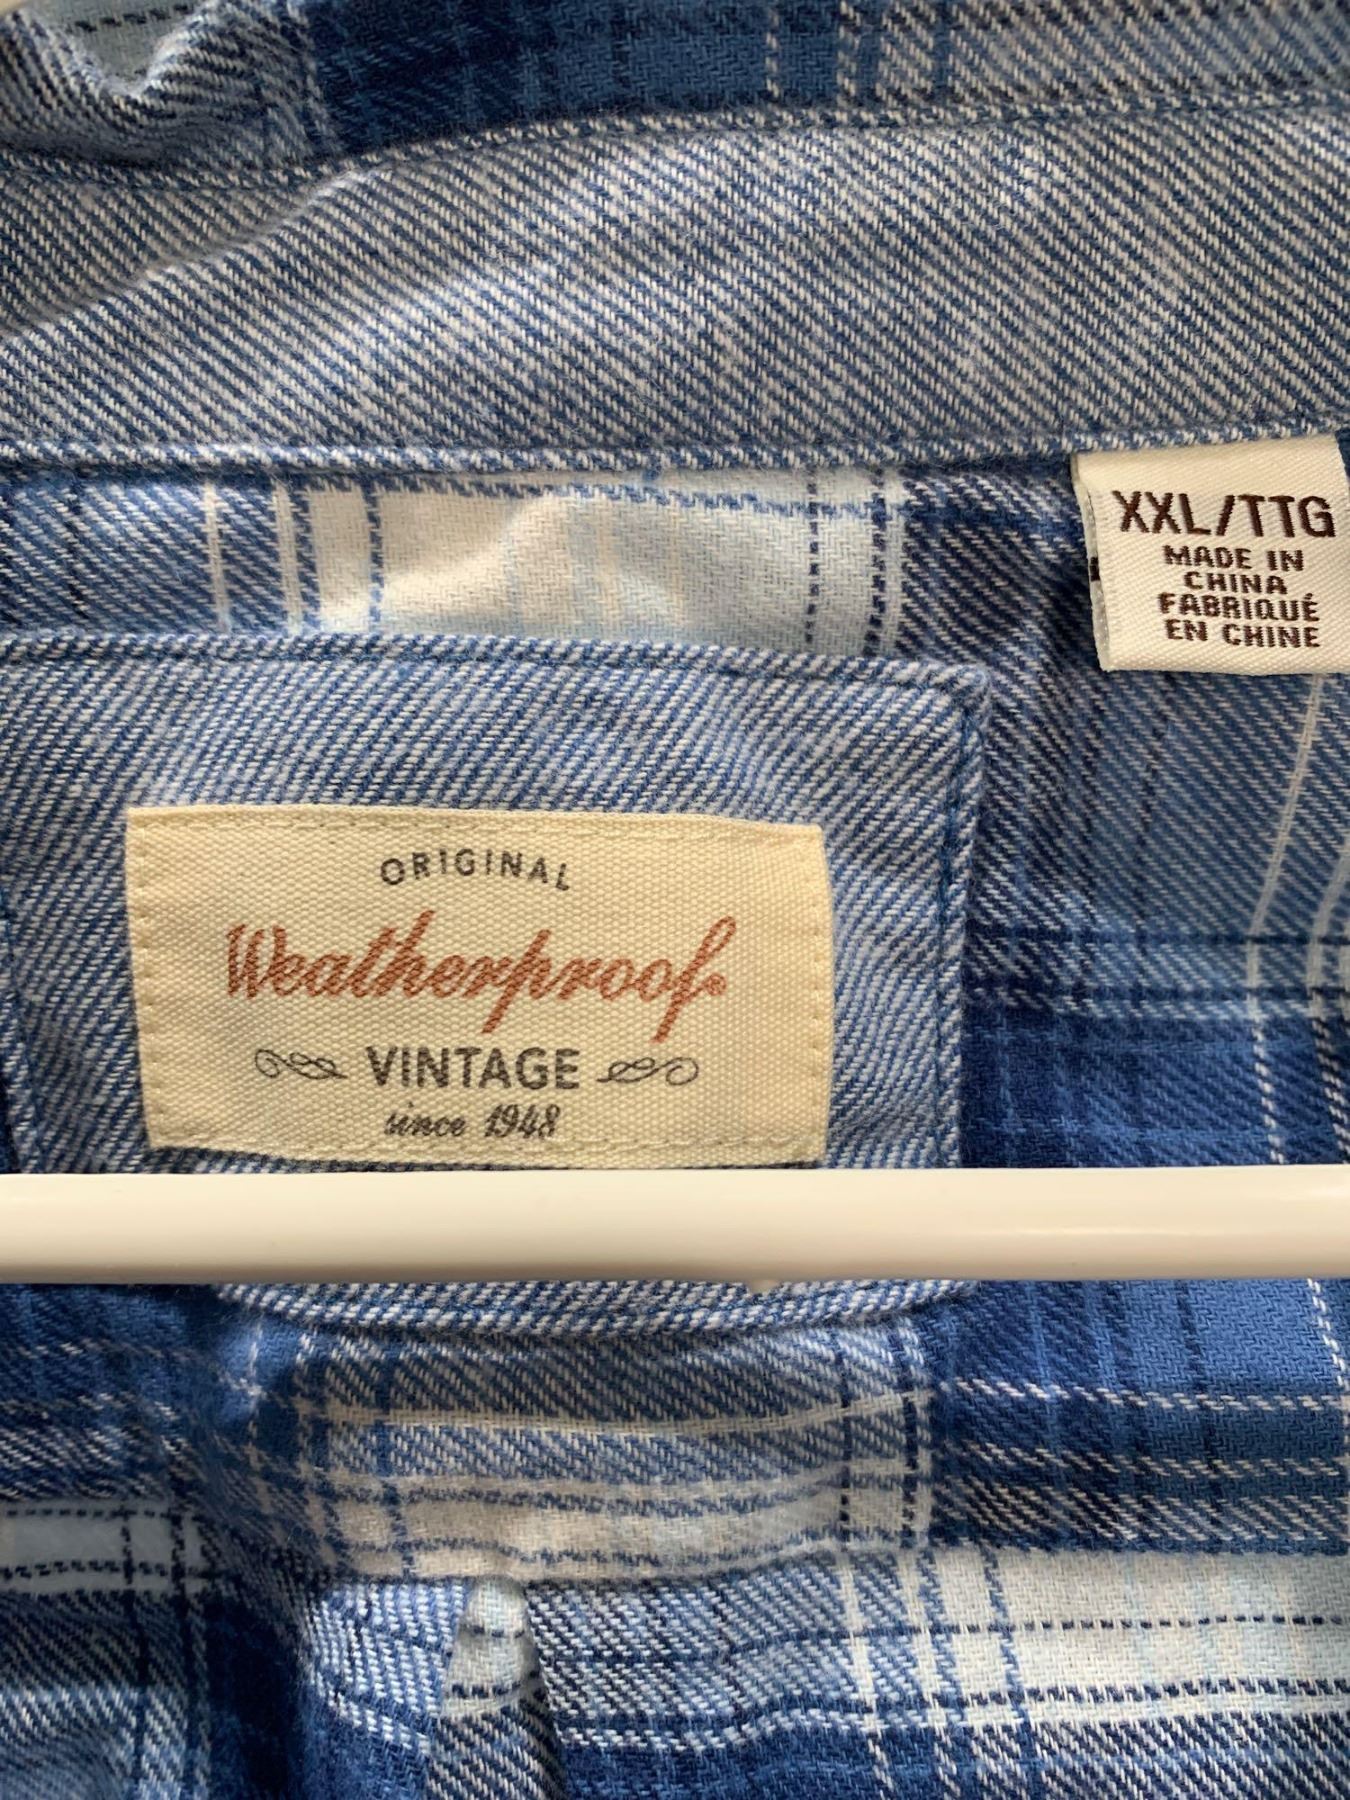 XXL/TTG
MADE IN
CHINA
FABRIQUÉ
EN CHINE
ORIGINAL
Weatherproof®
VINTAGE
since 1948